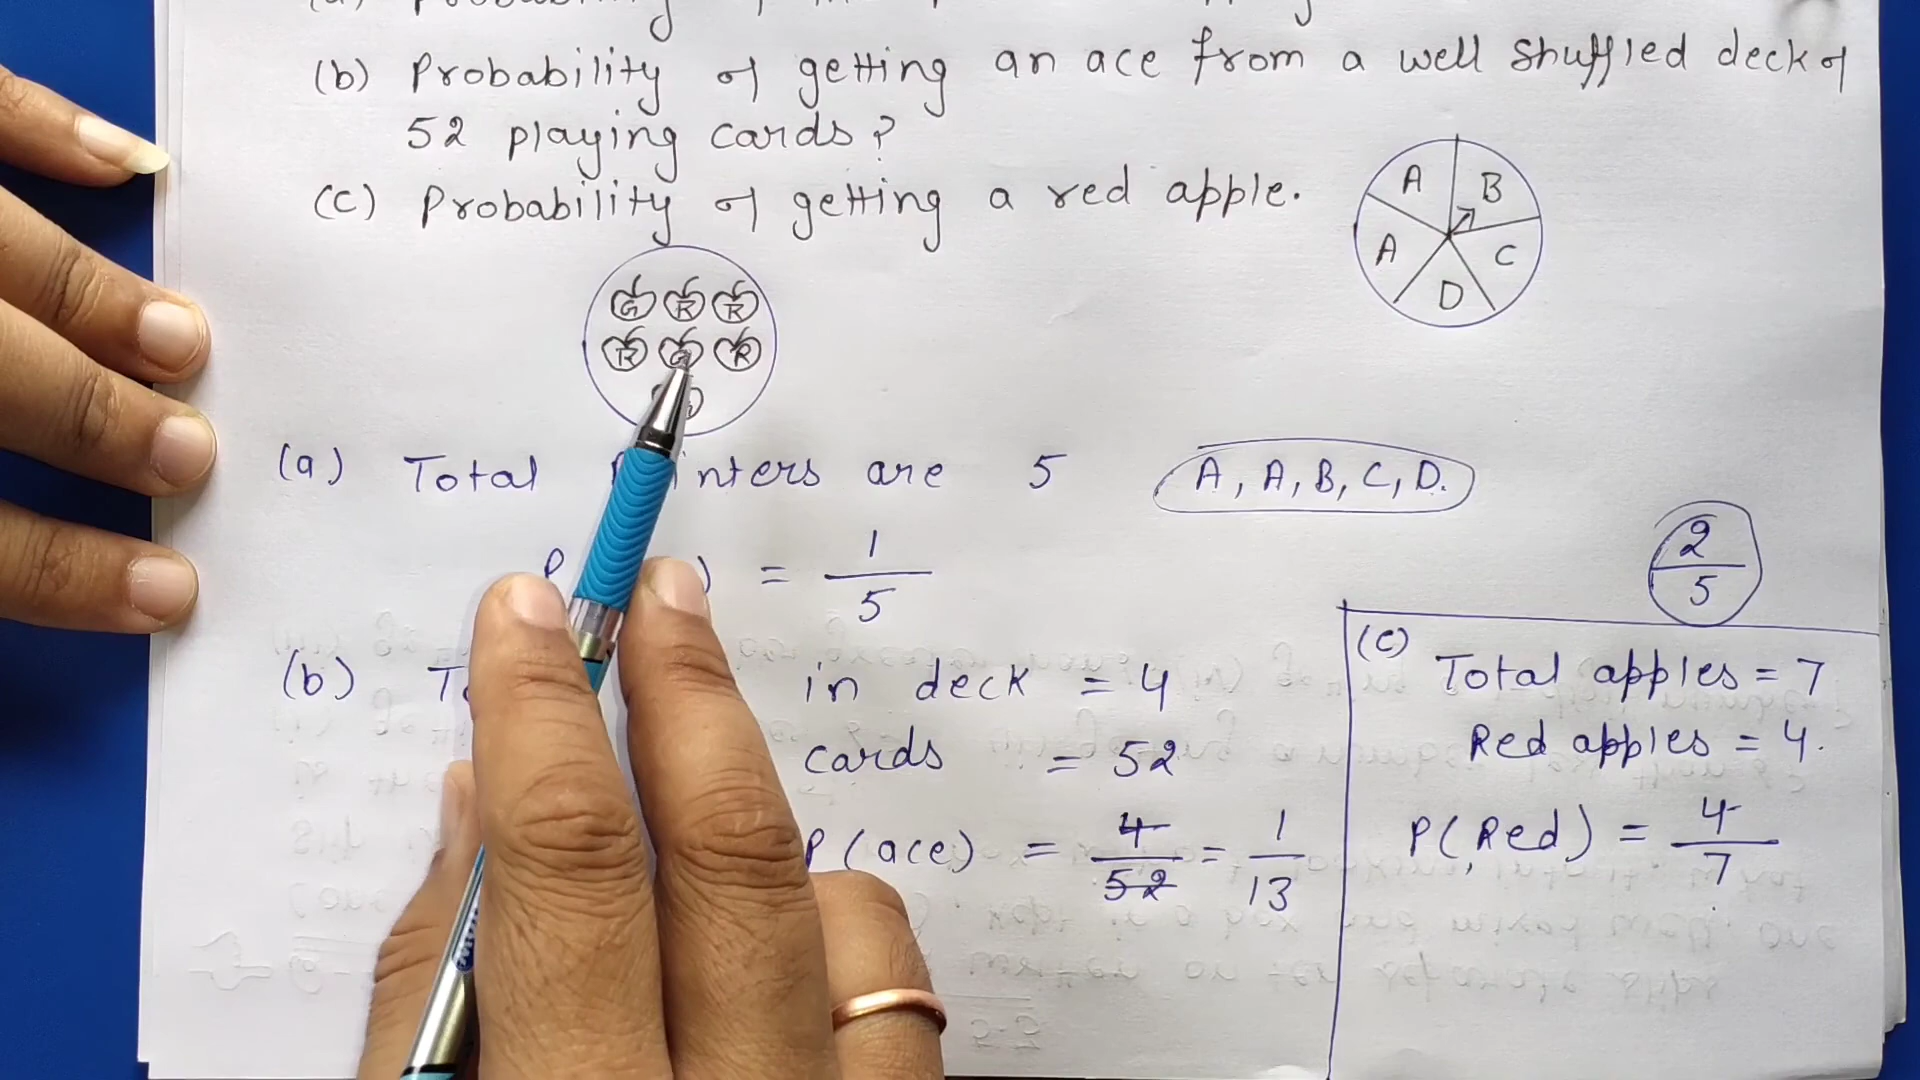 (b) Probability of getting an ace from a well shuffled deck of
52 playing cards?
(c) Probability of getting a red apple.
A B
A C
D
G R R
R G R
(a) Total are 5 A, A, B, C, D.
P ) = 1/5
2/5
(b) in deck = 4
cards = 52
P(ace) = 4/52 = 1/13
(c)
Total apples = 7
Red apples = 4.
P(Red) = 4/7